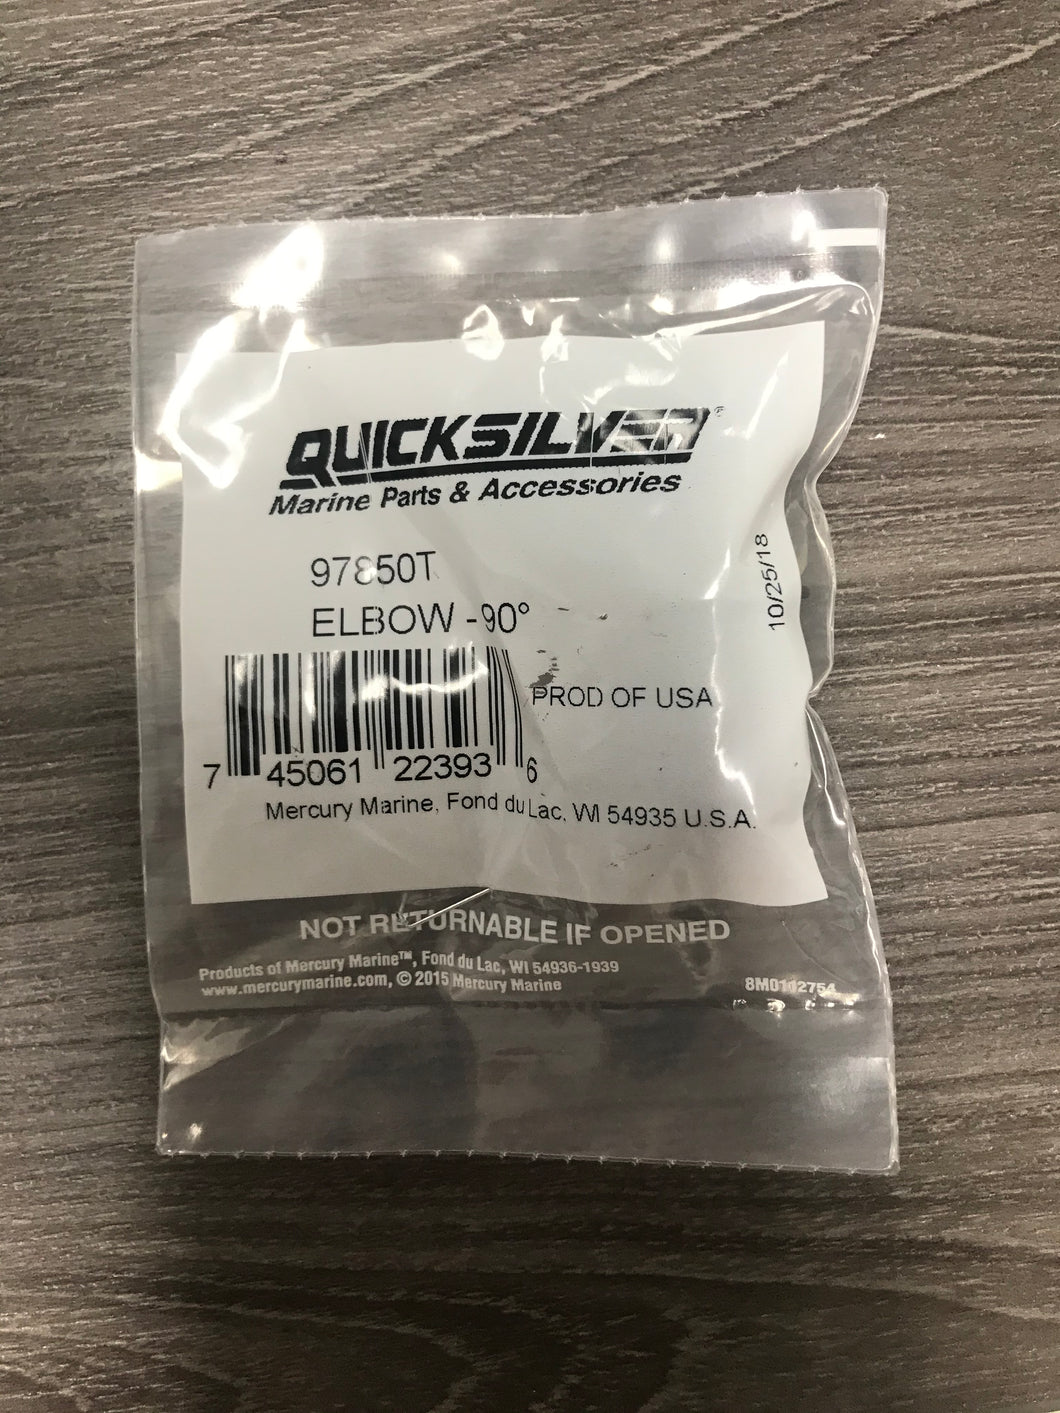 QUICKSILVER®
Marine Parts & Accessories
97850T
ELBOW -90°
10/25/18
PROD OF USA
7 45061 22393 6
Mercury Marine, Fond du Lac, WI 54935 U.S.A.
NOT RETURNABLE IF OPENED
Products of Mercury Marine™, Fond du Lac, WI 54936-1939
www.mercurymarine.com, © 2015 Mercury Marine
8M0102754